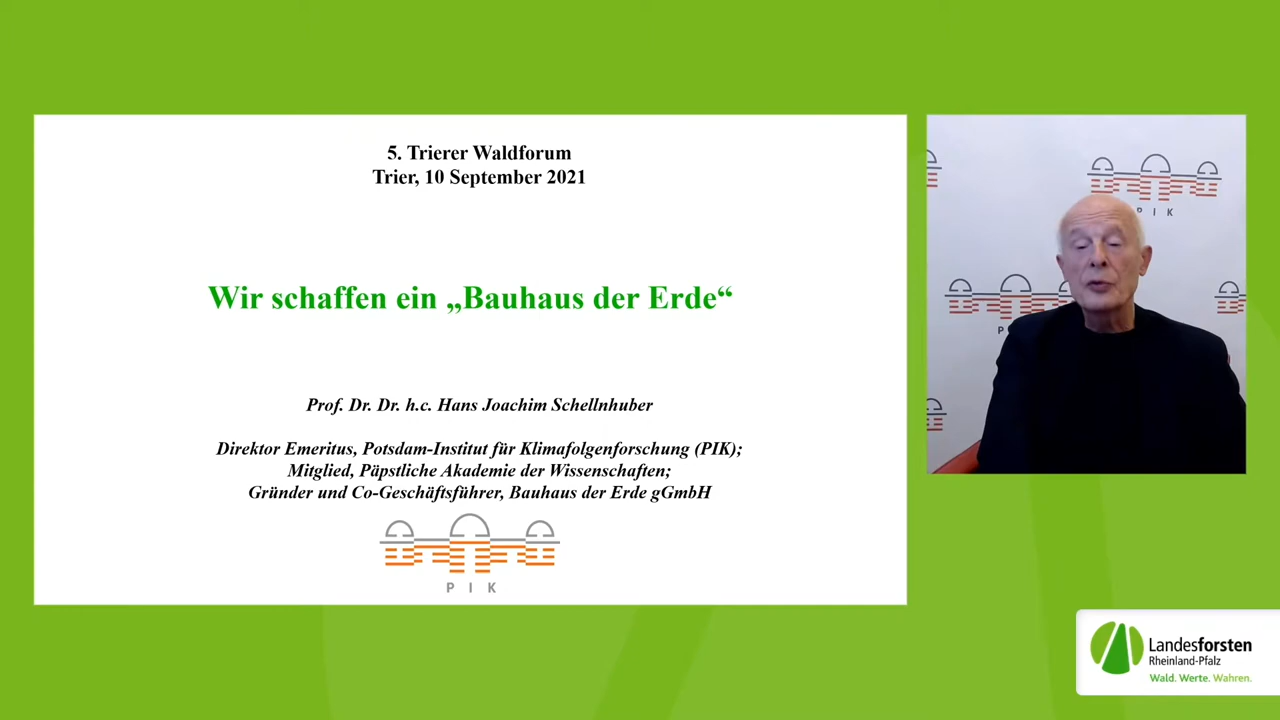 5. Trierer Waldforum
Trier, 10 September 2021
Wir schaffen ein „Bauhaus der Erde“
Prof. Dr. Dr. h.c. Hans Joachim Schellnhuber
Direktor Emeritus, Potsdam-Institut für Klimafolgenforschung (PIK);
Mitglied, Päpstliche Akademie der Wissenschaften;
Gründer und Co-Geschäftsführer, Bauhaus der Erde gGmbH
P I K
P I K
Landesforsten
Rheinland-Pfalz
Wald. Werte. Wahren.